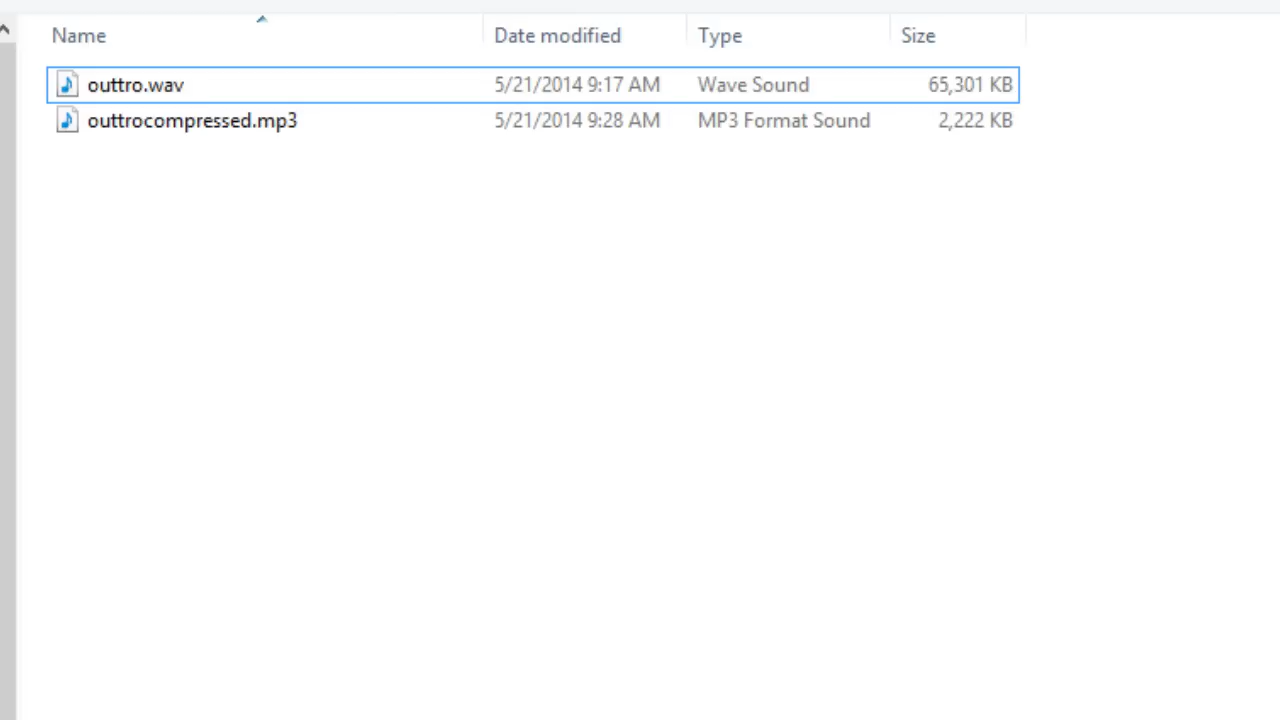 Name Date modified Type Size
outtro.wav 5/21/2014 9:17 AM Wave Sound 65,301 KB
outtrocompressed.mp3 5/21/2014 9:28 AM MP3 Format Sound 2,222 KB